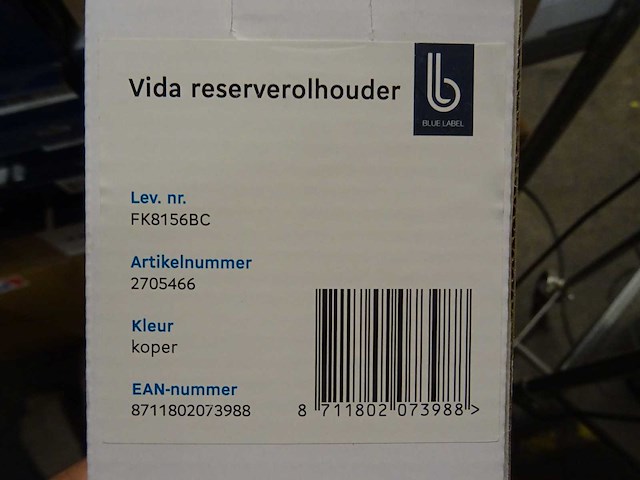 Vida reserverolhouder
BLUE LABEL
Lev. nr.
FK8156BC
Artikelnummer
2705466
Kleur
koper
EAN-nummer
8711802073988
8 711802 073988 >